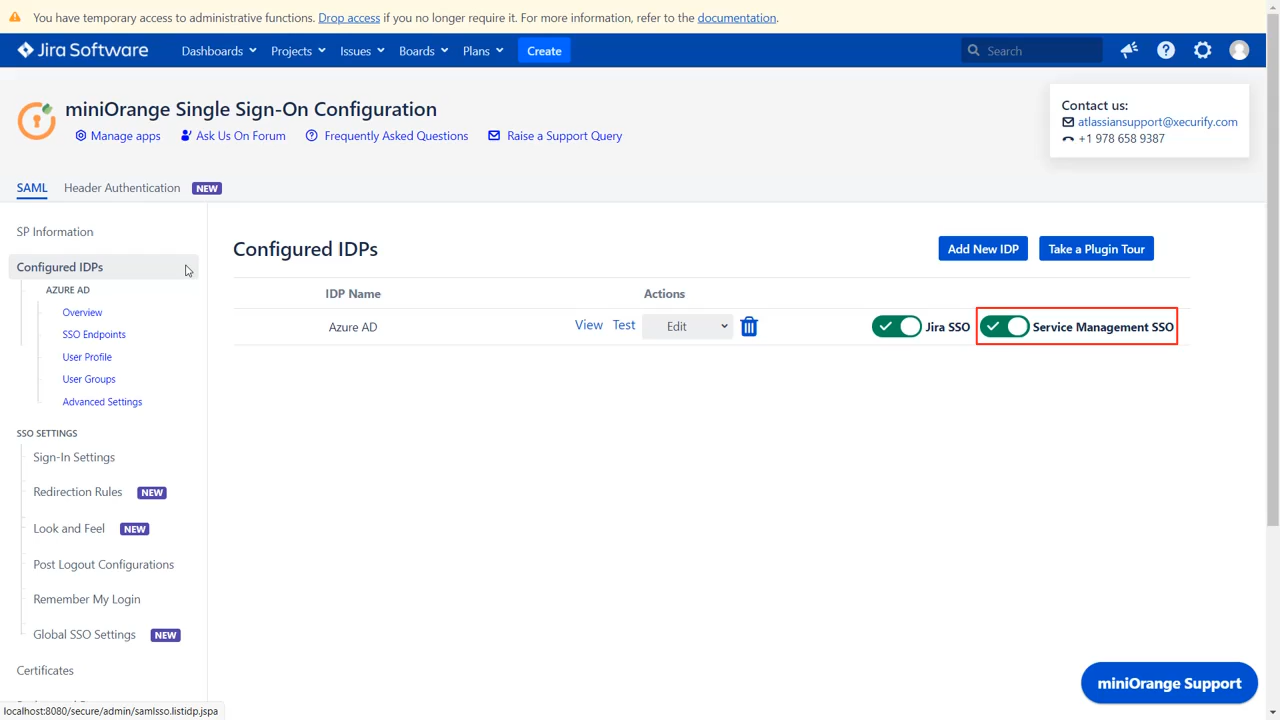 You have temporary access to administrative functions. Drop access if you no longer require it. For more information, refer to the documentation.
Jira Software Dashboards Projects Issues Boards Plans Create Search
miniOrange Single Sign-On Configuration
Manage apps Ask Us On Forum Frequently Asked Questions Raise a Support Query
Contact us:
atlassiansupport@xecurify.com
+1 978 658 9387
SAML Header Authentication NEW
SP Information
Configured IDPs
AZURE AD
Overview
SSO Endpoints
User Profile
User Groups
Advanced Settings
SSO SETTINGS
Sign-In Settings
Redirection Rules NEW
Look and Feel NEW
Post Logout Configurations
Remember My Login
Global SSO Settings NEW
Certificates
Configured IDPs Add New IDP Take a Plugin Tour
IDP Name Actions
Azure AD View Test Edit Jira SSO Service Management SSO
miniOrange Support
localhost:8080/secure/admin/samlsso.listidp.jspa